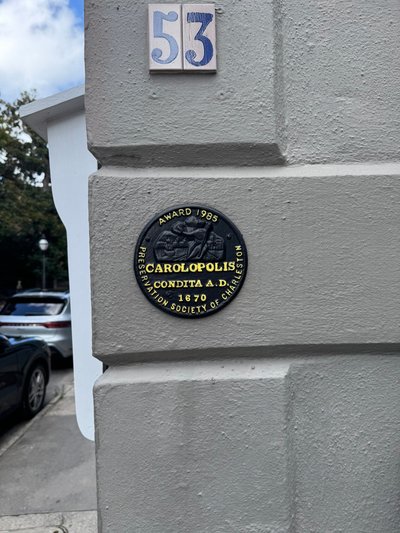 53
AWARD 1985
CAROLOPOLIS
CONDITA A.D.
1670
PRESERVATION SOCIETY OF CHARLESTON